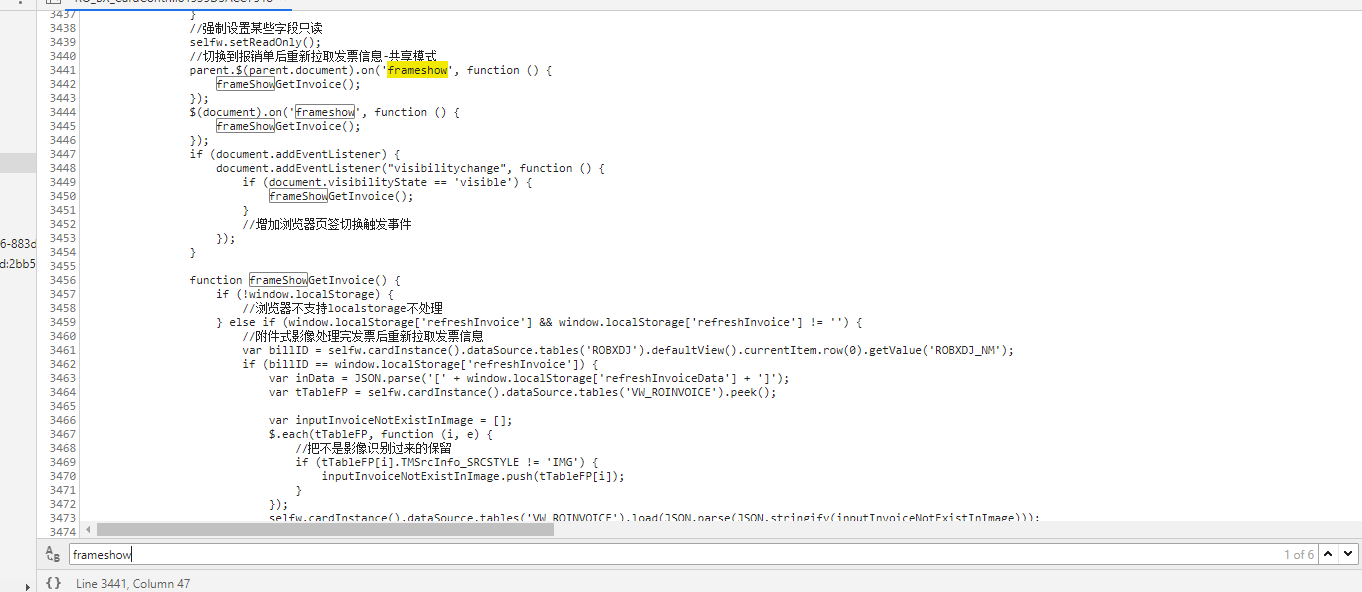 3437 }
3438 //强制设置某些字段只读
3439 selfw.setReadOnly();
3440 //切换到报销单后重新拉取发票信息-共享模式
3441 parent.$(parent.document).on('frameshow', function () {
3442 frameShowGetInvoice();
3443 });
3444 $(document).on('frameshow', function () {
3445 frameShowGetInvoice();
3446 });
3447 if (document.addEventListener) {
3448 document.addEventListener("visibilitychange", function () {
3449 if (document.visibilityState == 'visible') {
3450 frameShowGetInvoice();
3451 }
3452 //增加浏览器页签切换触发事件
3453 });
3454 }
3455
3456 function frameShowGetInvoice() {
3457 if (!window.localStorage) {
3458 //浏览器不支持localstorage不处理
3459 } else if (window.localStorage['refreshInvoice'] && window.localStorage['refreshInvoice'] != '') {
3460 //附件式影像处理完发票后重新拉取发票信息
3461 var billID = selfw.cardInstance().dataSource.tables('ROBXDJ').defaultView().currentItem.row(0).getValue('ROBXDJ_NM');
3462 if (billID == window.localStorage['refreshInvoice']) {
3463 var inData = JSON.parse('[' + window.localStorage['refreshInvoiceData'] + ']');
3464 var tTableFP = selfw.cardInstance().dataSource.tables('VW_ROINVOICE').peek();
3465
3466 var inputInvoiceNotExistInImage = [];
3467 $.each(tTableFP, function (i, e) {
3468 //把不是影像识别过来的保留
3469 if (tTableFP[i].TMSrcInfo_SRCSTYLE != 'IMG') {
3470 inputInvoiceNotExistInImage.push(tTableFP[i]);
3471 }
3472 });
3473 selfw.cardInstance().dataSource.tables('VW_ROINVOICE').load(JSON.parse(JSON.stringify(inputInvoiceNotExistInImage)));
3474
6-883d
d:2bb5
frameshow 1 of 6
{} Line 3441, Column 47